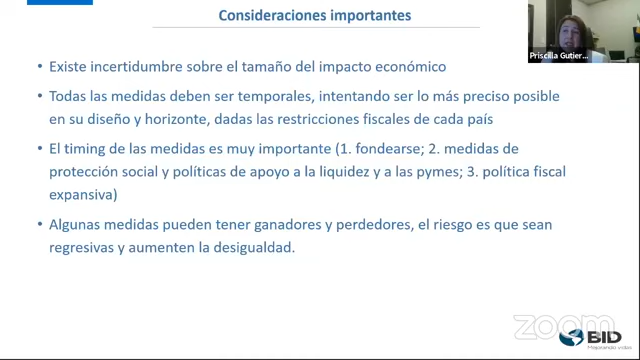 Consideraciones importantes
Priscilla Gutier...
• Existe incertidumbre sobre el tamaño del impacto económico
• Todas las medidas deben ser temporales, intentando ser lo más preciso posible
en su diseño y horizonte, dadas las restricciones fiscales de cada país
• El timing de las medidas es muy importante (1. fondearse; 2. medidas de
protección social y políticas de apoyo a la liquidez y a las pymes; 3. política fiscal
expansiva)
• Algunas medidas pueden tener ganadores y perdedores, el riesgo es que sean
regresivas y aumenten la desigualdad.
zoom
BID
Mejorando vidas